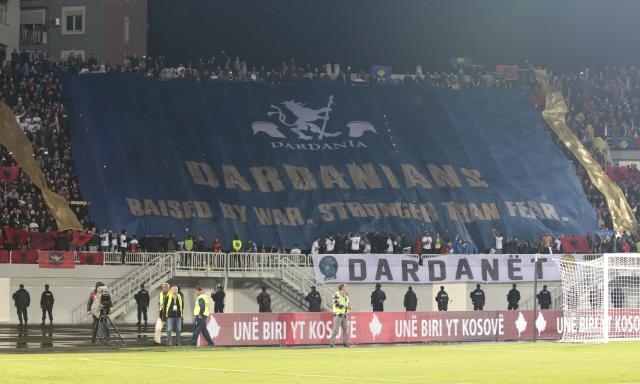 DARDANIA
DARDANIANS
RAISED BY WAR. STRONGER THAN FEAR.
DARDANËT
UNË BIRI YT KOSOVË UNË BIRI YT KOSOVË UNË BIRI YT KOSOVË